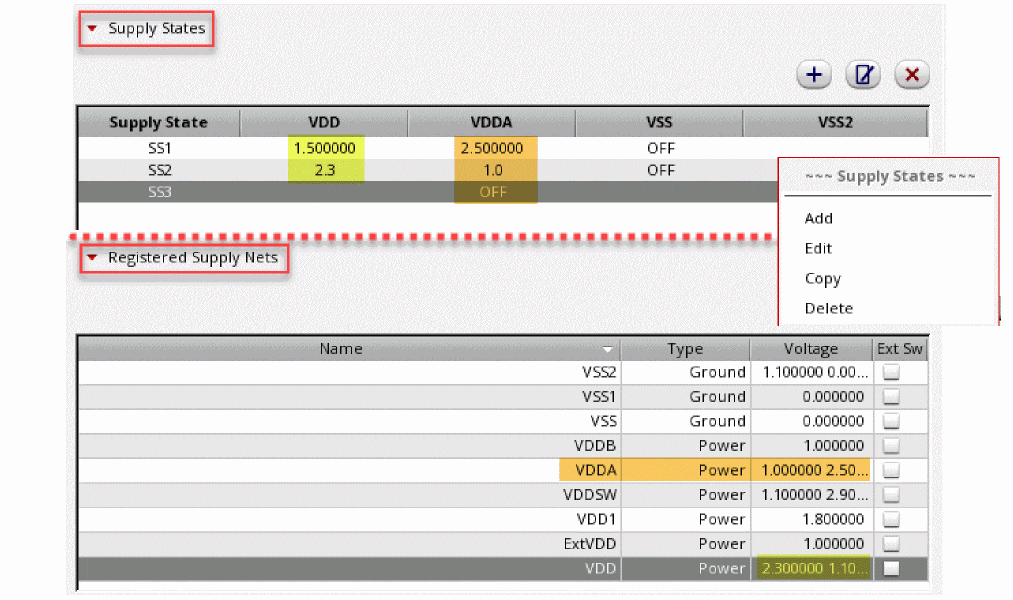 Supply States
Supply State VDD VDDA VSS VSS2
SS1 1.500000 2.500000 OFF
SS2 2.3 1.0 OFF
SS3 OFF
~~~ Supply States ~~~
Add
Edit
Copy
Delete
Registered Supply Nets
Name Type Voltage Ext Sw
VSS2 Ground 1.100000 0.00...
VSS1 Ground 0.000000
VSS Ground 0.000000
VDDB Power 1.000000
VDDA Power 1.000000 2.50...
VDDSW Power 1.100000 2.90...
VDD1 Power 1.800000
ExtVDD Power 1.000000
VDD Power 2.300000 1.10...